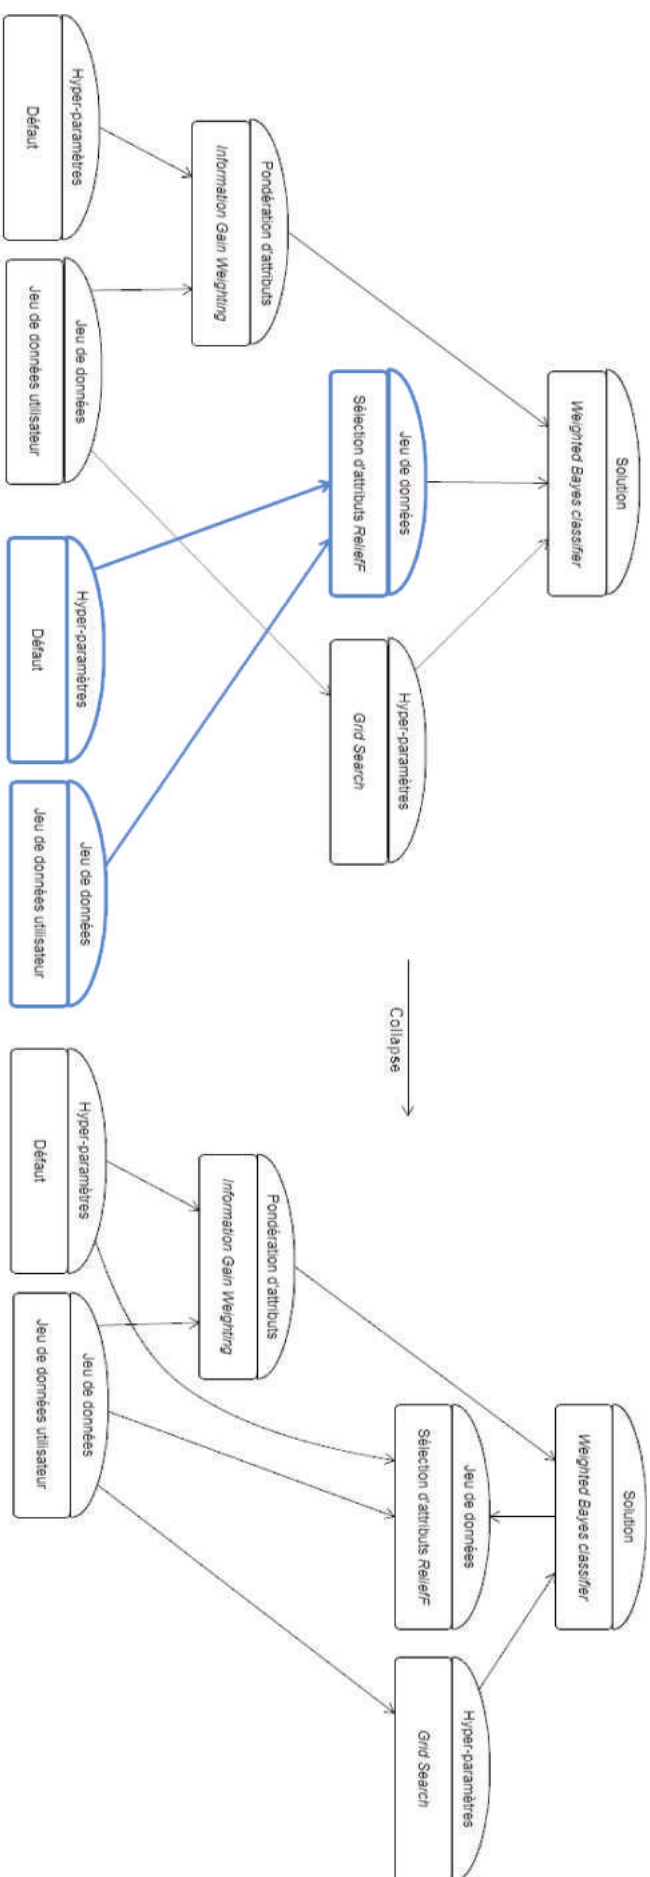 Solution
Weighted Bayes classifier
Pondération d'attributs
Information Gain Weighting
Jeu de données
Sélection d'attributs ReliefF
Hyper-paramètres
Grid Search
Hyper-paramètres
Défaut
Jeu de données
Jeu de données utilisateur
Hyper-paramètres
Défaut
Jeu de données
Jeu de données utilisateur
Collapse
Solution
Weighted Bayes classifier
Pondération d'attributs
Information Gain Weighting
Jeu de données
Sélection d'attributs ReliefF
Hyper-paramètres
Grid Search
Hyper-paramètres
Défaut
Jeu de données
Jeu de données utilisateur